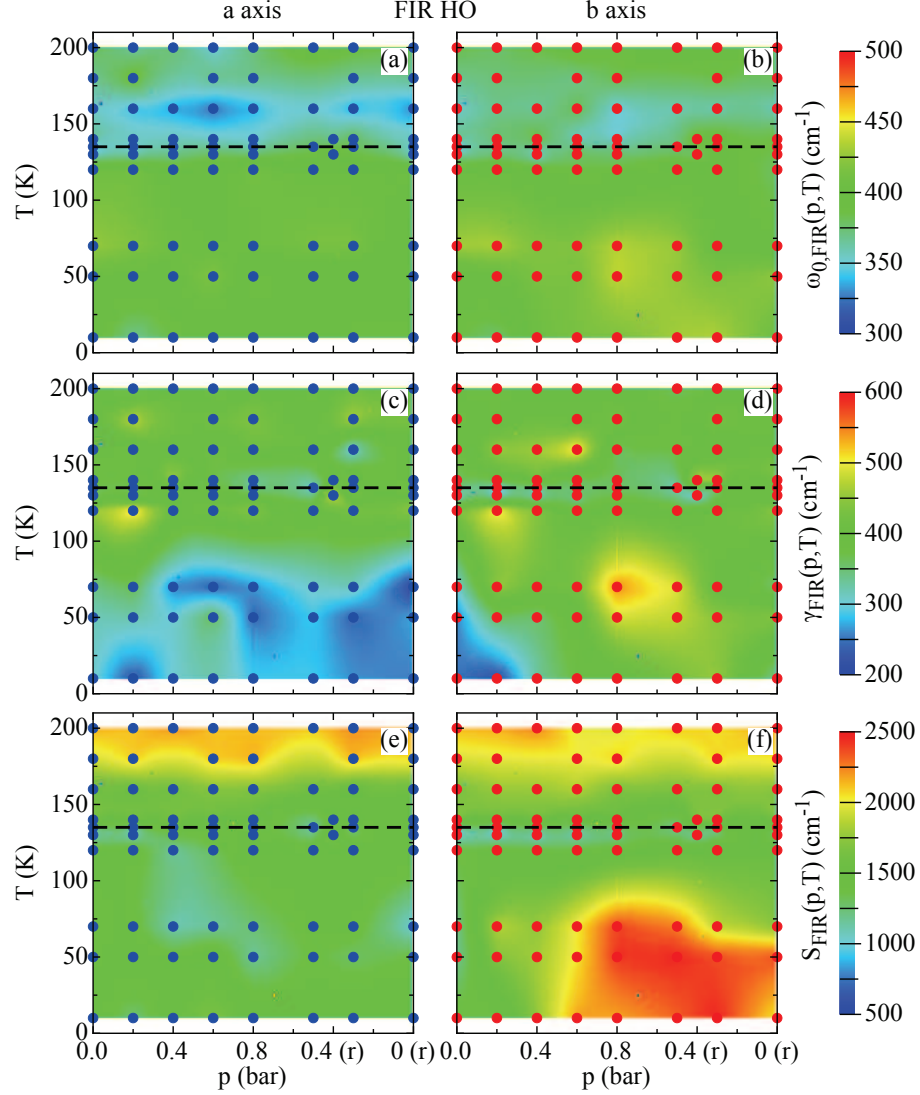 a axis FIR HO b axis
200
150
100
50
0
T (K)
(a)
(b)
500
450
400
350
300
ω0,FIR(p,T) (cm-1)
200
150
100
50
0
T (K)
(c)
(d)
600
500
400
300
200
γFIR(p,T) (cm-1)
200
150
100
50
0
T (K)
(e)
(f)
2500
2000
1500
1000
500
SFIR(p,T) (cm-1)
0.0 0.4 0.8 0.4 (r) 0 (r)
p (bar)
0.0 0.4 0.8 0.4 (r) 0 (r)
p (bar)